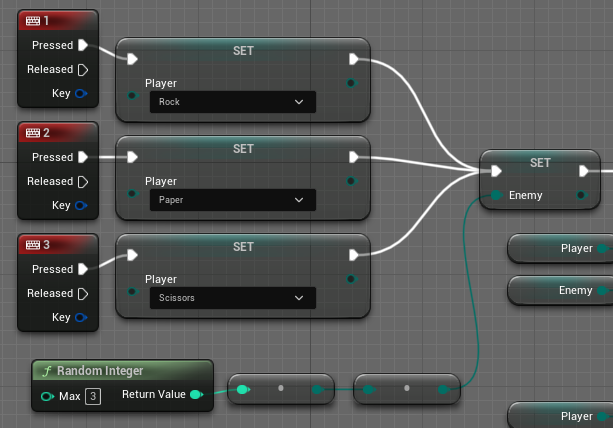 1
Pressed
Released
Key
SET
Player
Rock
2
Pressed
Released
Key
SET
Player
Paper
SET
Enemy
3
Pressed
Released
Key
SET
Player
Scissors
Player
Enemy
f Random Integer
Max 3 Return Value
Player